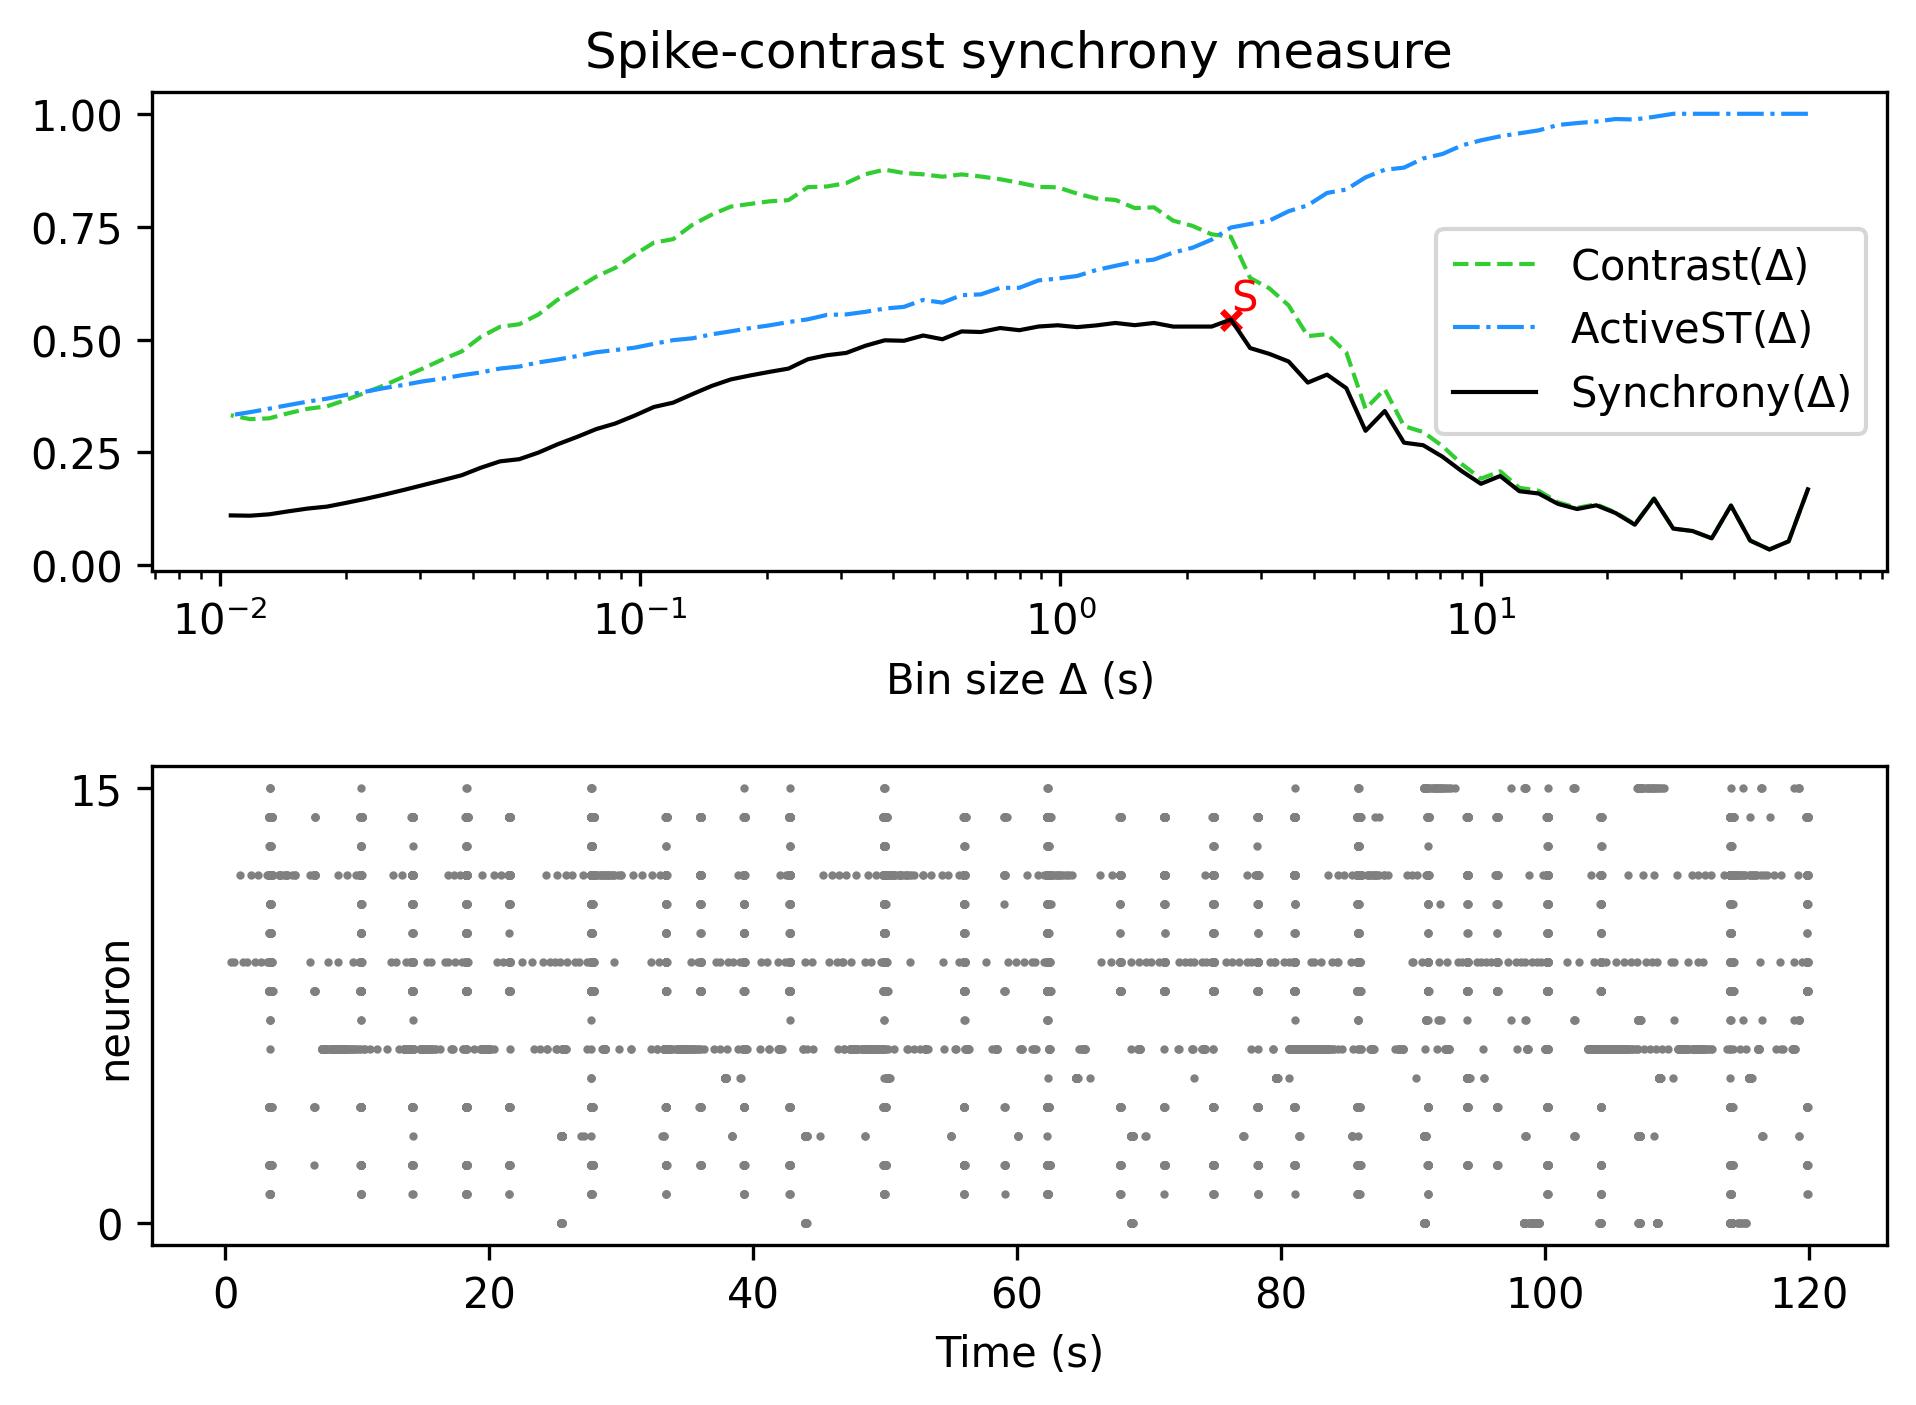 Spike-contrast synchrony measure
1.00
0.75
0.50
0.25
0.00
S
Contrast(Δ)
ActiveST(Δ)
Synchrony(Δ)
10⁻² 10⁻¹ 10⁰ 10¹
Bin size Δ (s)
15
neuron
0
0 20 40 60 80 100 120
Time (s)